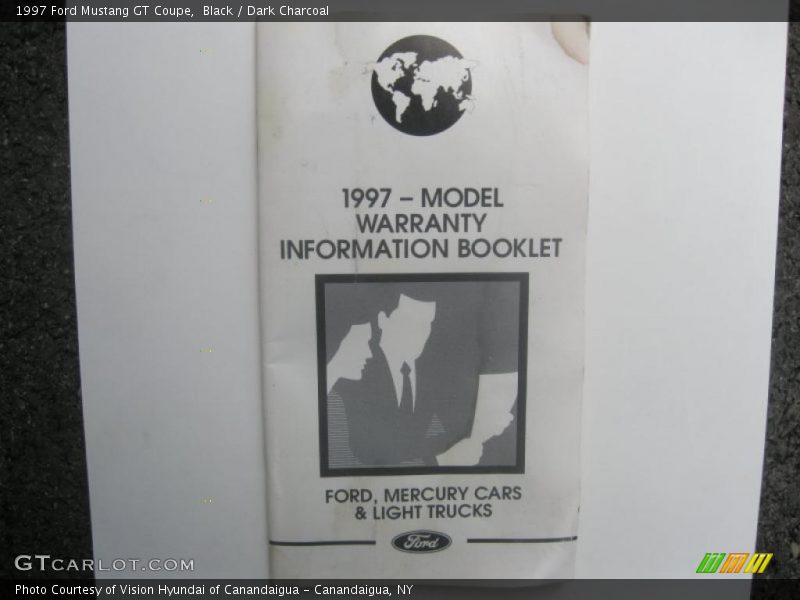 1997 Ford Mustang GT Coupe,  Black / Dark Charcoal
1997 – MODEL
WARRANTY
INFORMATION BOOKLET
FORD, MERCURY CARS
& LIGHT TRUCKS
Ford
GTCARLOT.COM
Photo Courtesy of Vision Hyundai of Canandaigua – Canandaigua, NY